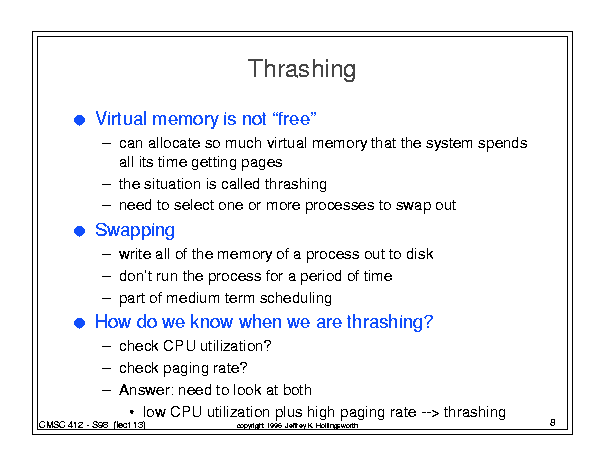 Thrashing
● Virtual memory is not “free”
– can allocate so much virtual memory that the system spends
all its time getting pages
– the situation is called thrashing
– need to select one or more processes to swap out
● Swapping
– write all of the memory of a process out to disk
– don’t run the process for a period of time
– part of medium term scheduling
● How do we know when we are thrashing?
– check CPU utilization?
– check paging rate?
– Answer: need to look at both
• low CPU utilization plus high paging rate --> thrashing
CMSC 412 - S98 (lect 13)
copyright 1996 Jeffrey K. Hollingsworth
8